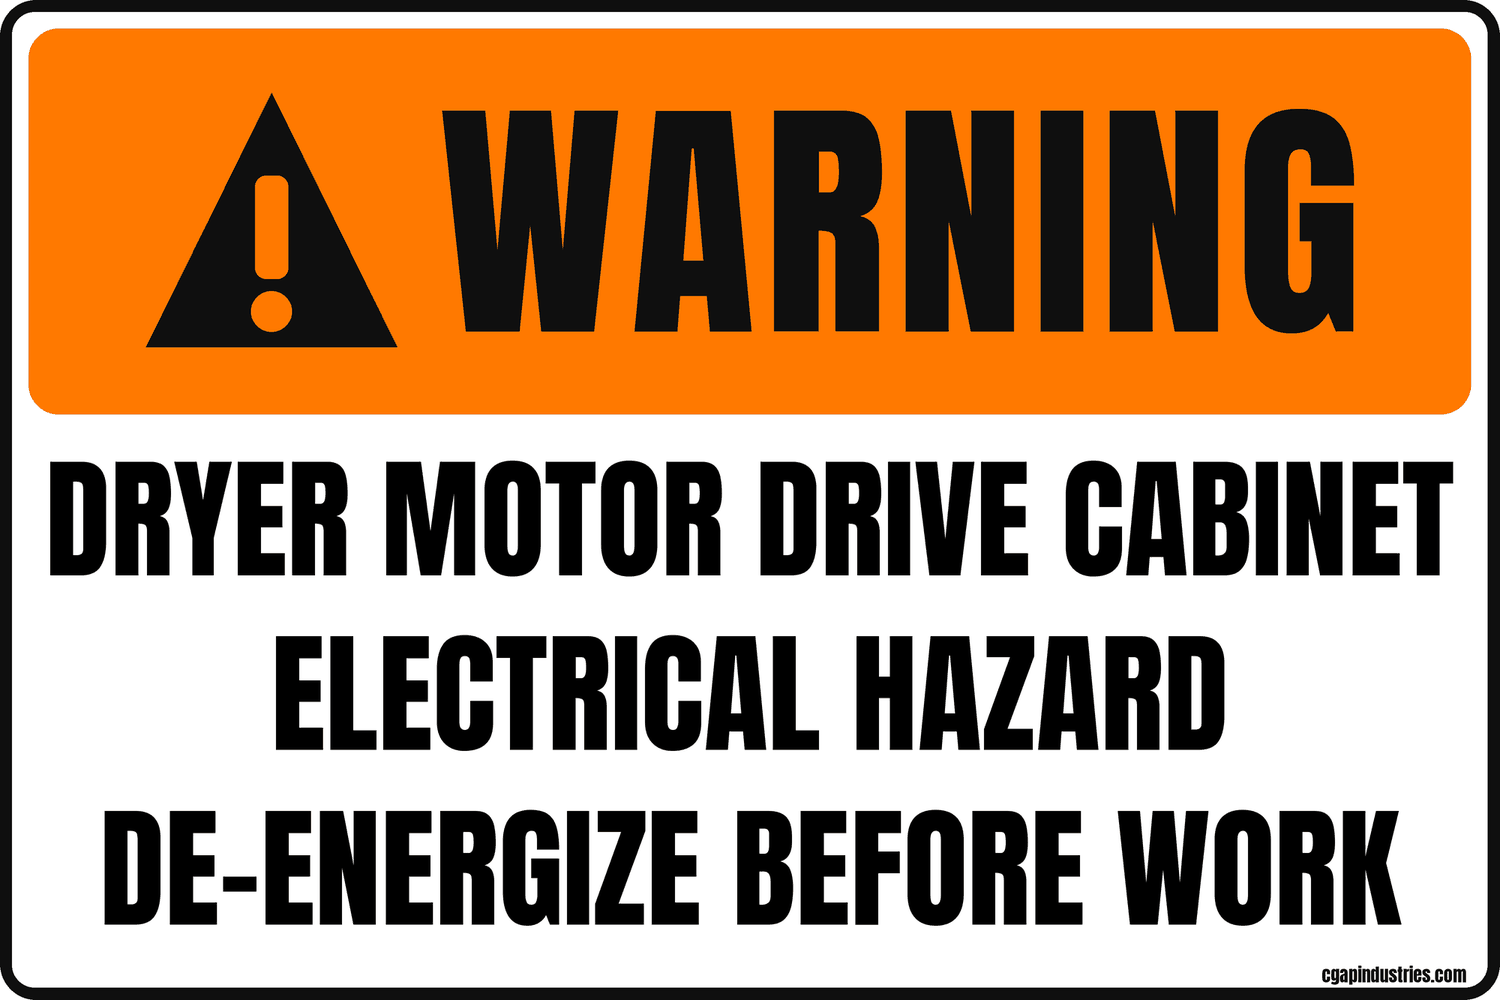 WARNING
DRYER MOTOR DRIVE CABINET
ELECTRICAL HAZARD
DE-ENERGIZE BEFORE WORK
cgapindustries.com